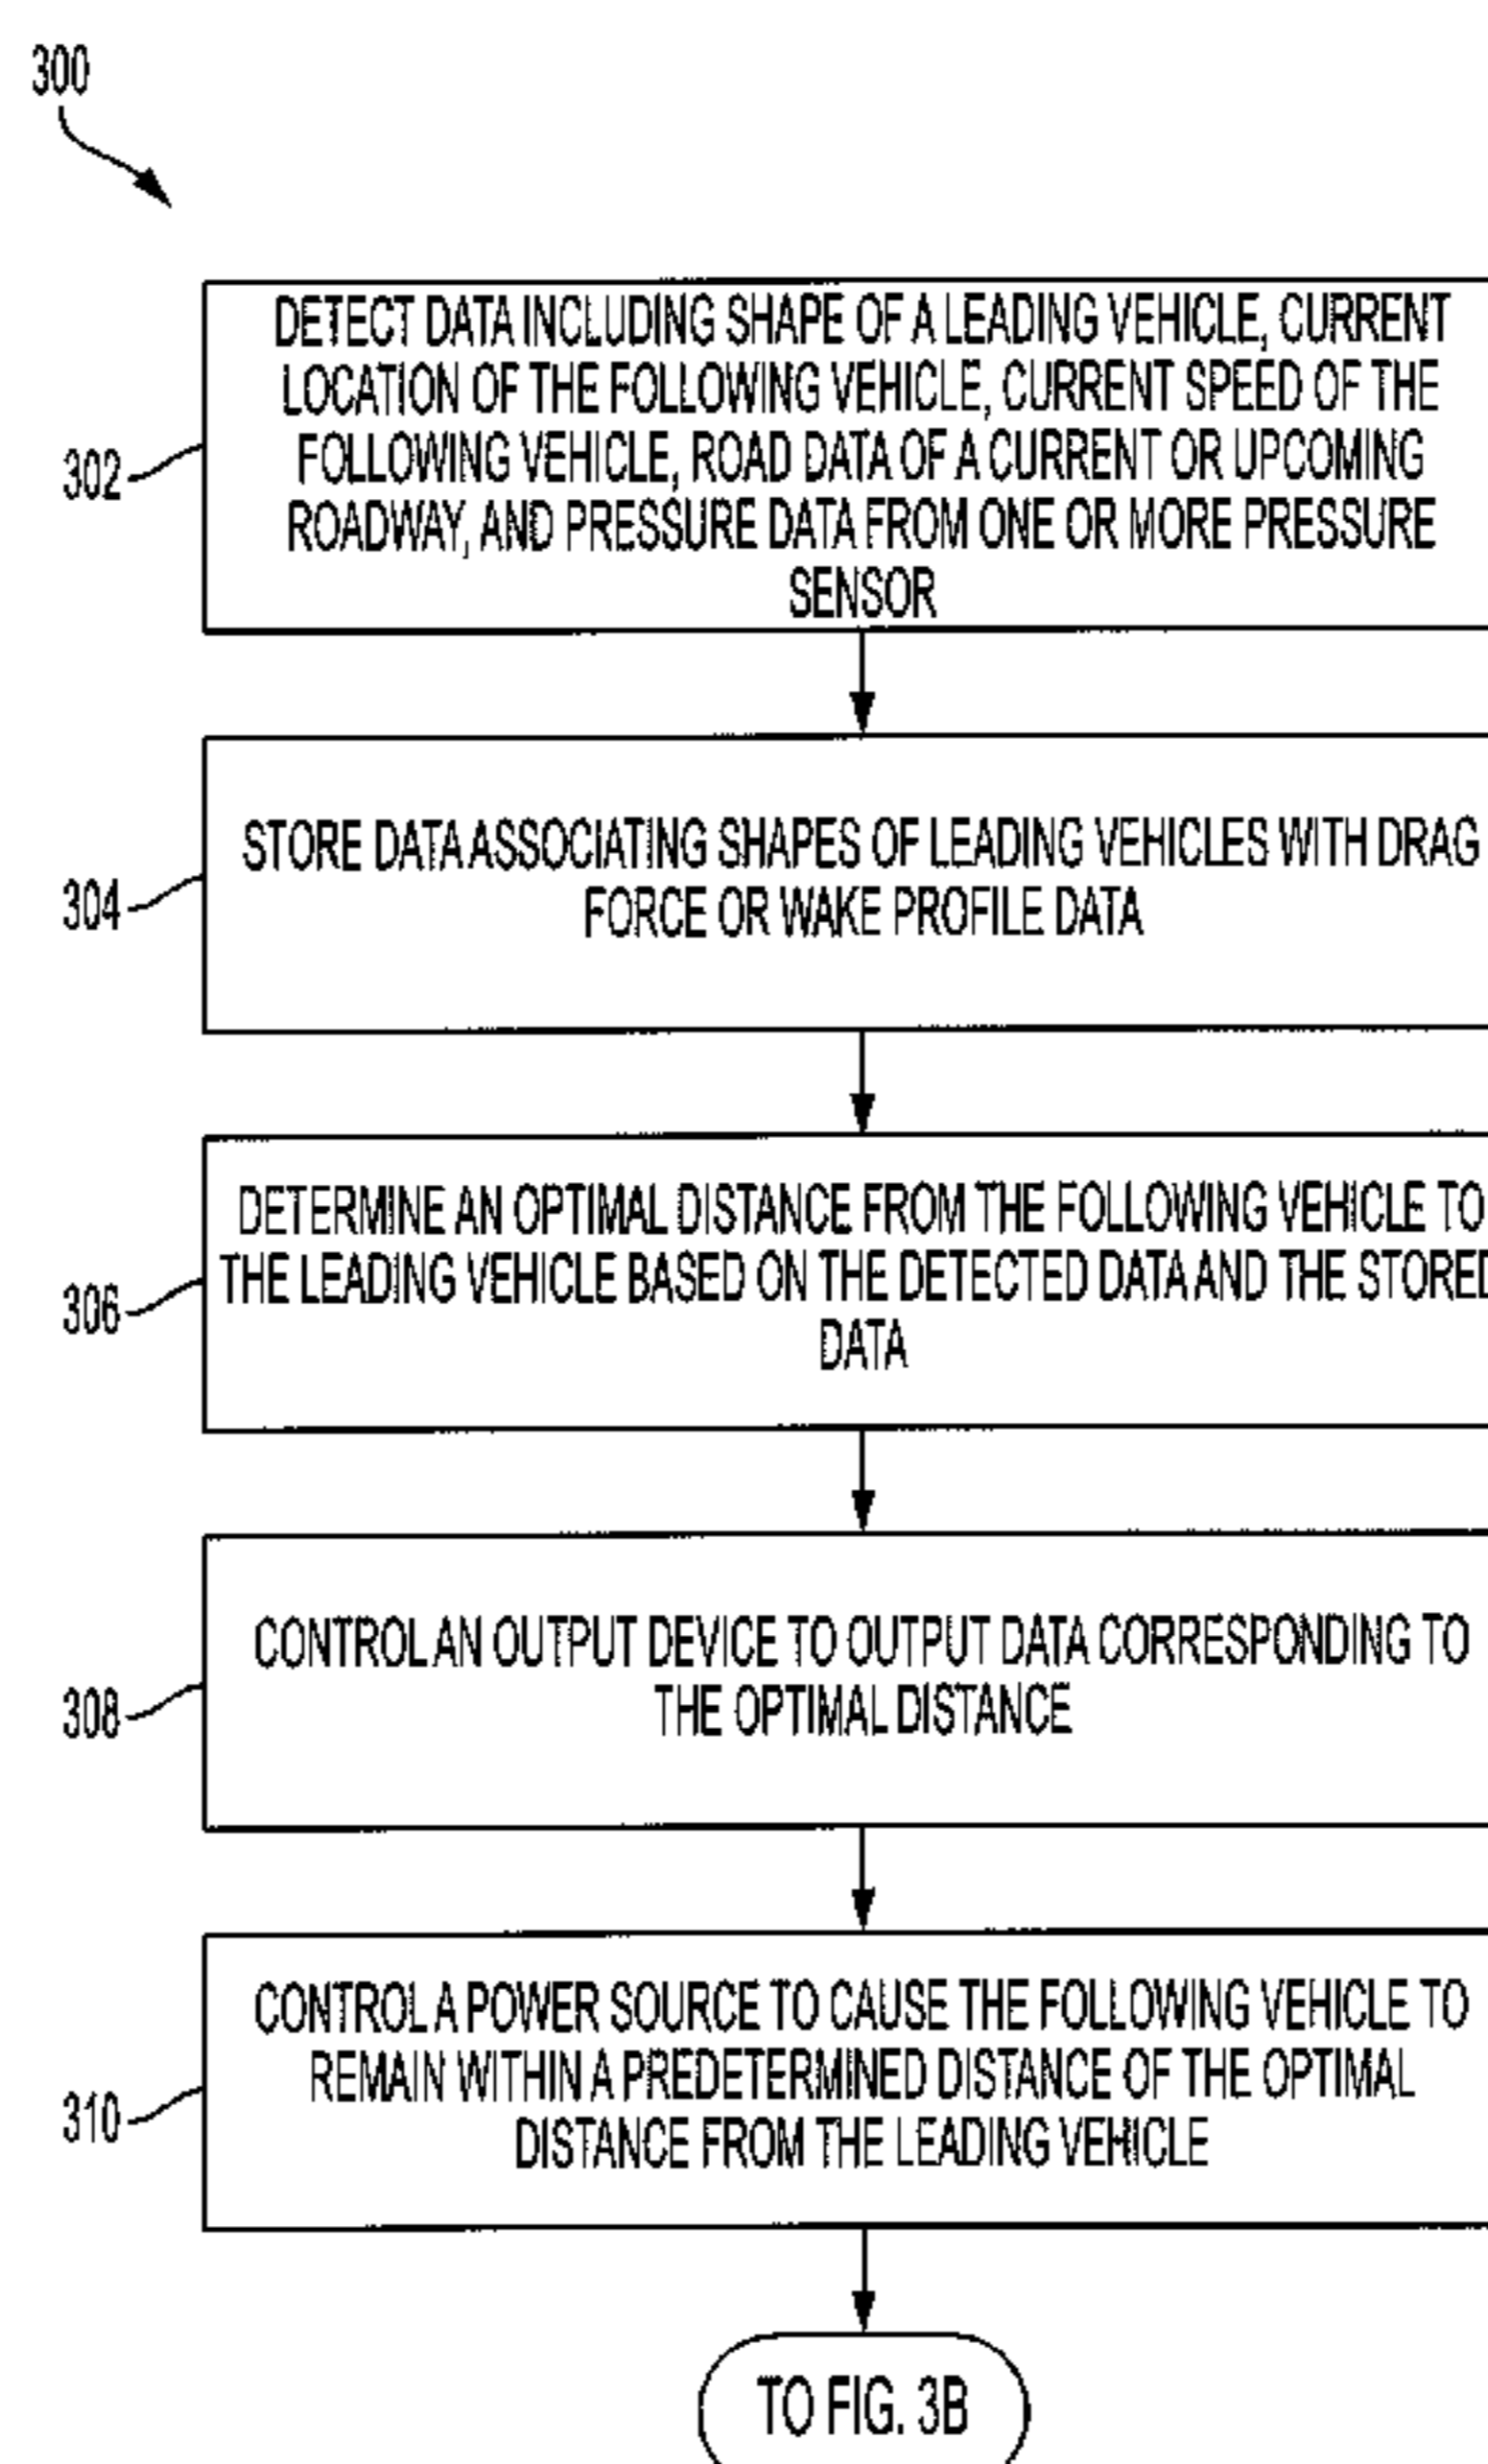 300
302
DETECT DATA INCLUDING SHAPE OF A LEADING VEHICLE, CURRENT
LOCATION OF THE FOLLOWING VEHICLE, CURRENT SPEED OF THE
FOLLOWING VEHICLE, ROAD DATA OF A CURRENT OR UPCOMING
ROADWAY, AND PRESSURE DATA FROM ONE OR MORE PRESSURE
SENSOR
304
STORE DATA ASSOCIATING SHAPES OF LEADING VEHICLES WITH DRAG
FORCE OR WAKE PROFILE DATA
306
DETERMINE AN OPTIMAL DISTANCE FROM THE FOLLOWING VEHICLE TO
THE LEADING VEHICLE BASED ON THE DETECTED DATA AND THE STORED
DATA
308
CONTROL AN OUTPUT DEVICE TO OUTPUT DATA CORRESPONDING TO
THE OPTIMAL DISTANCE
310
CONTROL A POWER SOURCE TO CAUSE THE FOLLOWING VEHICLE TO
REMAIN WITHIN A PREDETERMINED DISTANCE OF THE OPTIMAL
DISTANCE FROM THE LEADING VEHICLE
TO FIG. 3B